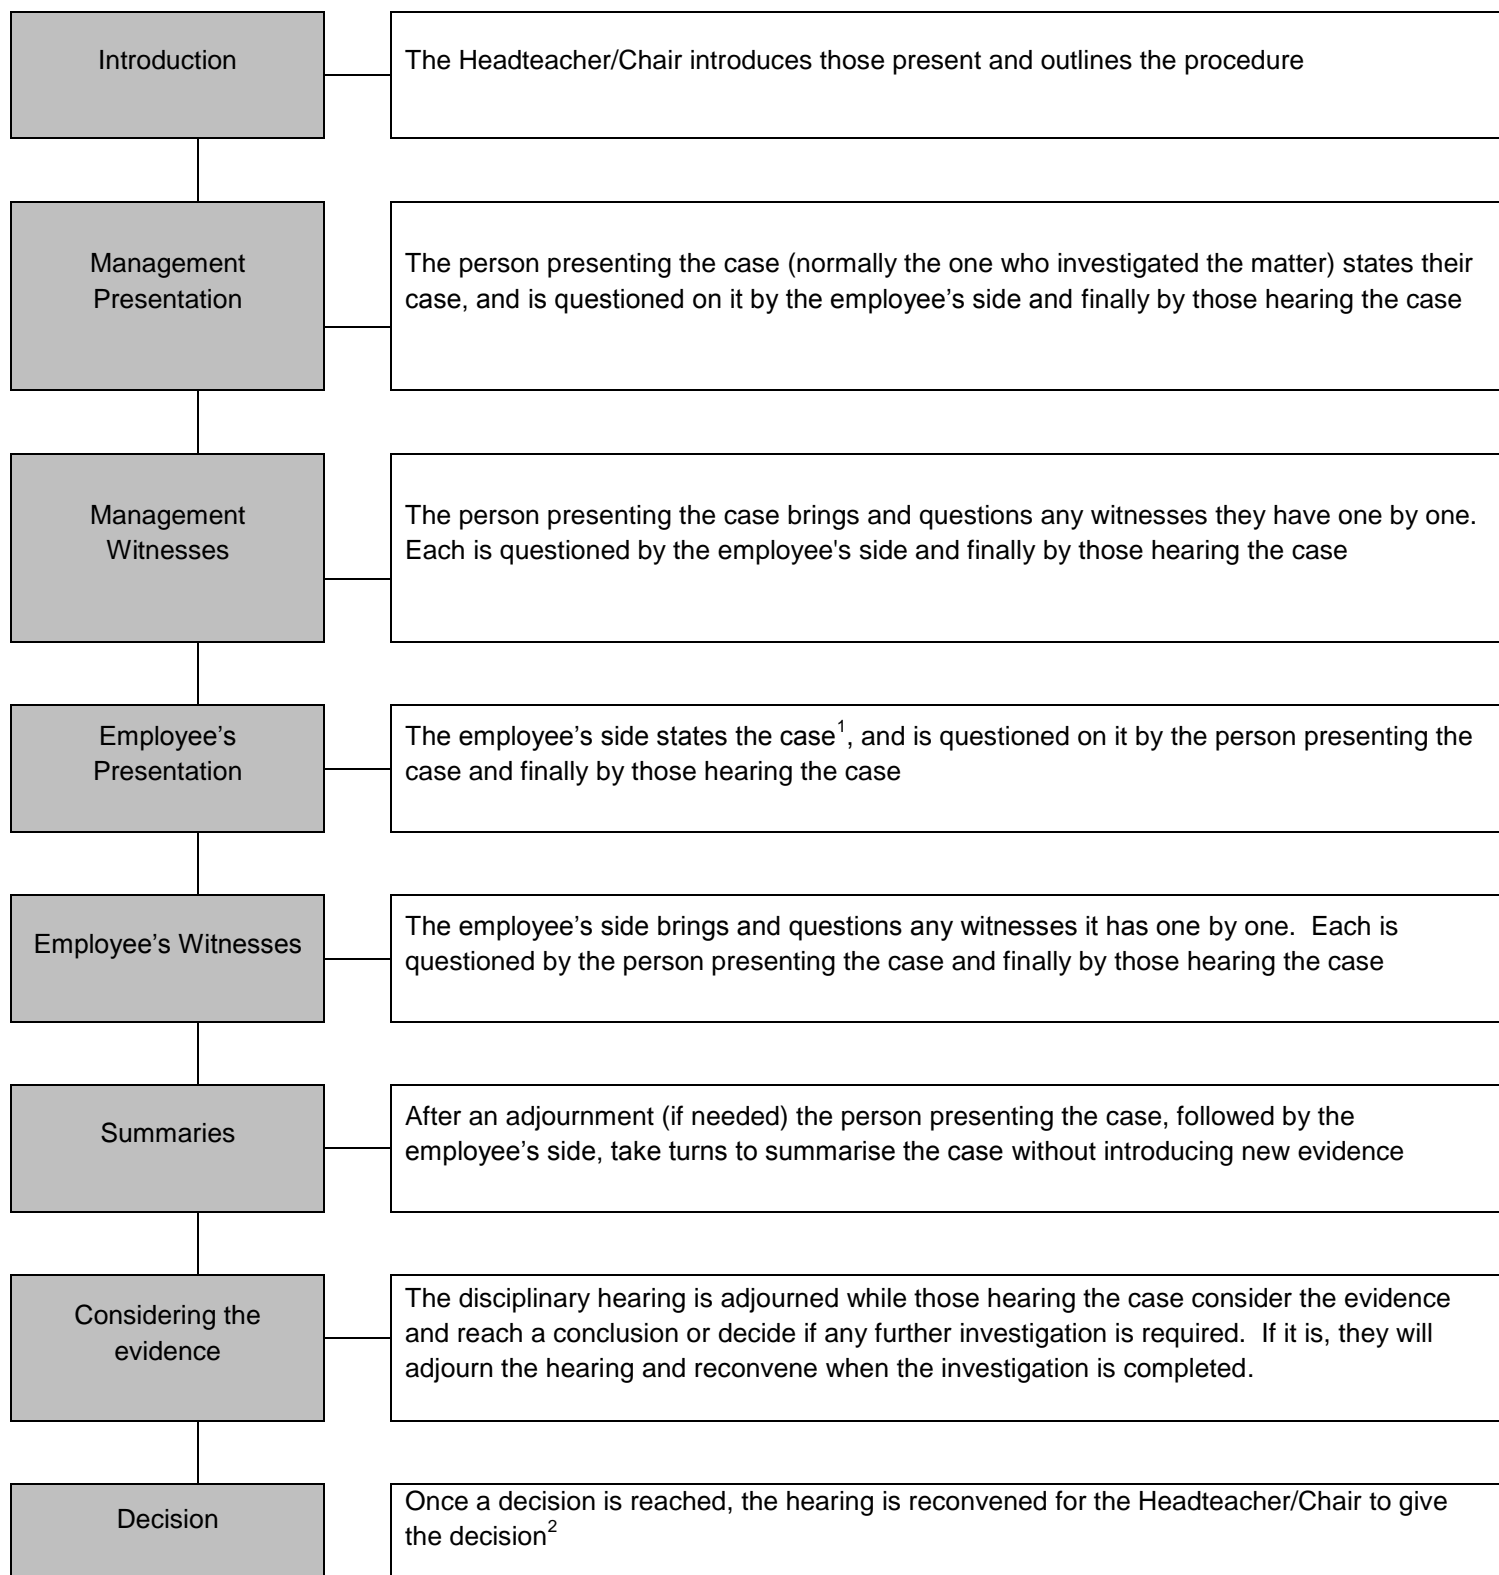 Introduction
The Headteacher/Chair introduces those present and outlines the procedure
Management
Presentation
The person presenting the case (normally the one who investigated the matter) states their
case, and is questioned on it by the employee’s side and finally by those hearing the case
Management
Witnesses
The person presenting the case brings and questions any witnesses they have one by one.
Each is questioned by the employee's side and finally by those hearing the case
Employee’s
Presentation
The employee’s side states the case¹, and is questioned on it by the person presenting the
case and finally by those hearing the case
Employee’s Witnesses
The employee’s side brings and questions any witnesses it has one by one.  Each is
questioned by the person presenting the case and finally by those hearing the case
Summaries
After an adjournment (if needed) the person presenting the case, followed by the
employee’s side, take turns to summarise the case without introducing new evidence
Considering the
evidence
The disciplinary hearing is adjourned while those hearing the case consider the evidence
and reach a conclusion or decide if any further investigation is required.  If it is, they will
adjourn the hearing and reconvene when the investigation is completed.
Decision
Once a decision is reached, the hearing is reconvened for the Headteacher/Chair to give
the decision²